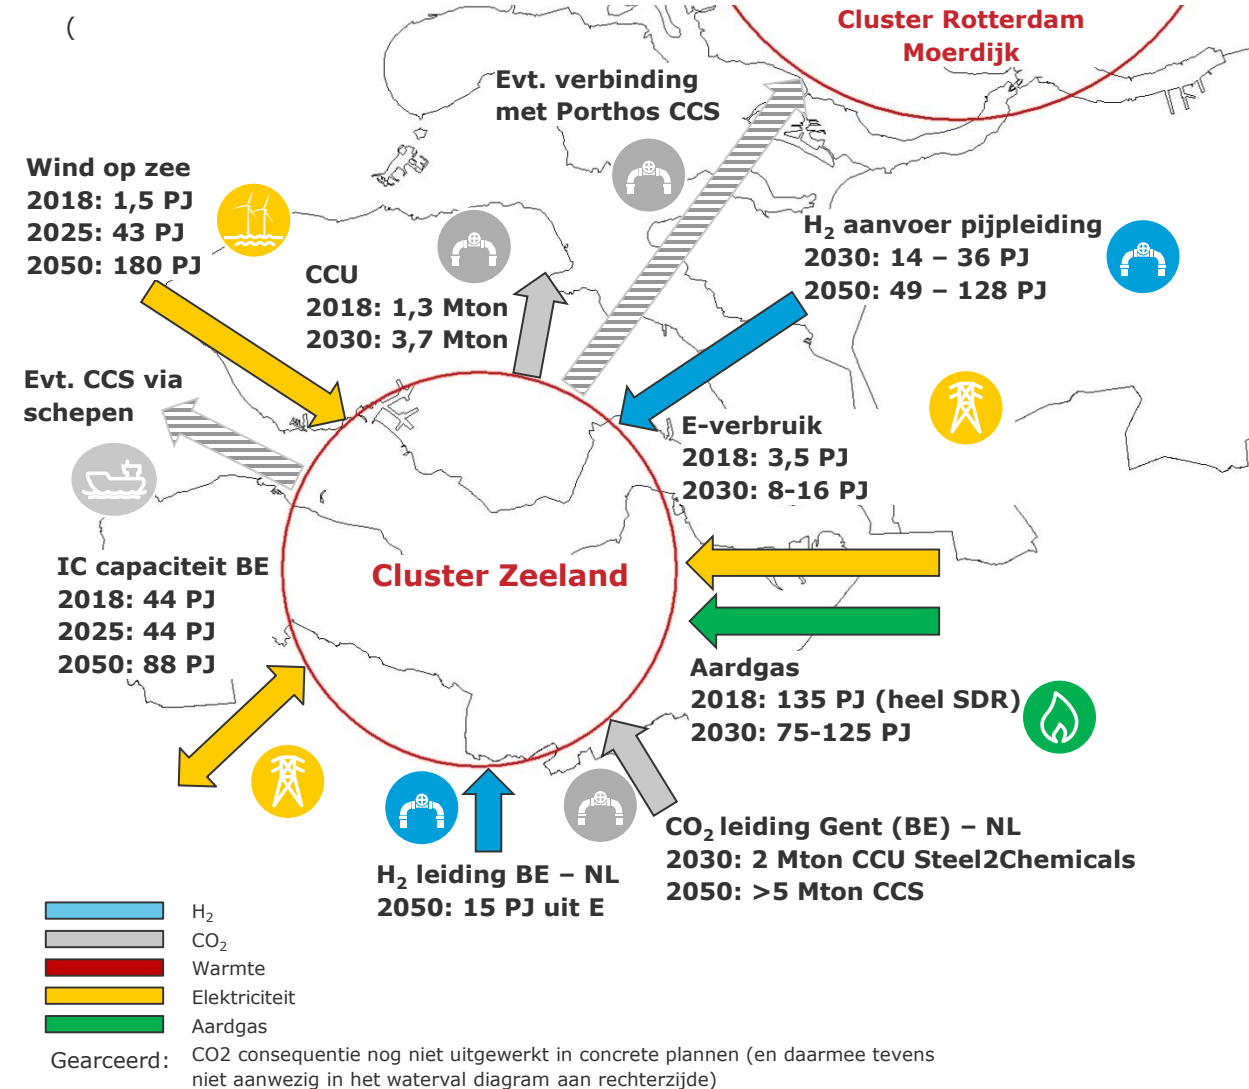 (
Cluster Rotterdam
Moerdijk
Evt. verbinding
met Porthos CCS
Wind op zee
2018: 1,5 PJ
2025: 43 PJ
2050: 180 PJ
H₂ aanvoer pijpleiding
2030: 14 – 36 PJ
2050: 49 – 128 PJ
CCU
2018: 1,3 Mton
2030: 3,7 Mton
Evt. CCS via
schepen
E-verbruik
2018: 3,5 PJ
2030: 8-16 PJ
IC capaciteit BE
2018: 44 PJ
2025: 44 PJ
2050: 88 PJ
Cluster Zeeland
Aardgas
2018: 135 PJ (heel SDR)
2030: 75-125 PJ
CO₂ leiding Gent (BE) – NL
2030: 2 Mton CCU Steel2Chemicals
2050: >5 Mton CCS
H₂ leiding BE – NL
2050: 15 PJ uit E
H₂
CO₂
Warmte
Elektriciteit
Aardgas
Gearceerd: CO2 consequentie nog niet uitgewerkt in concrete plannen (en daarmee tevens
niet aanwezig in het waterval diagram aan rechterzijde)